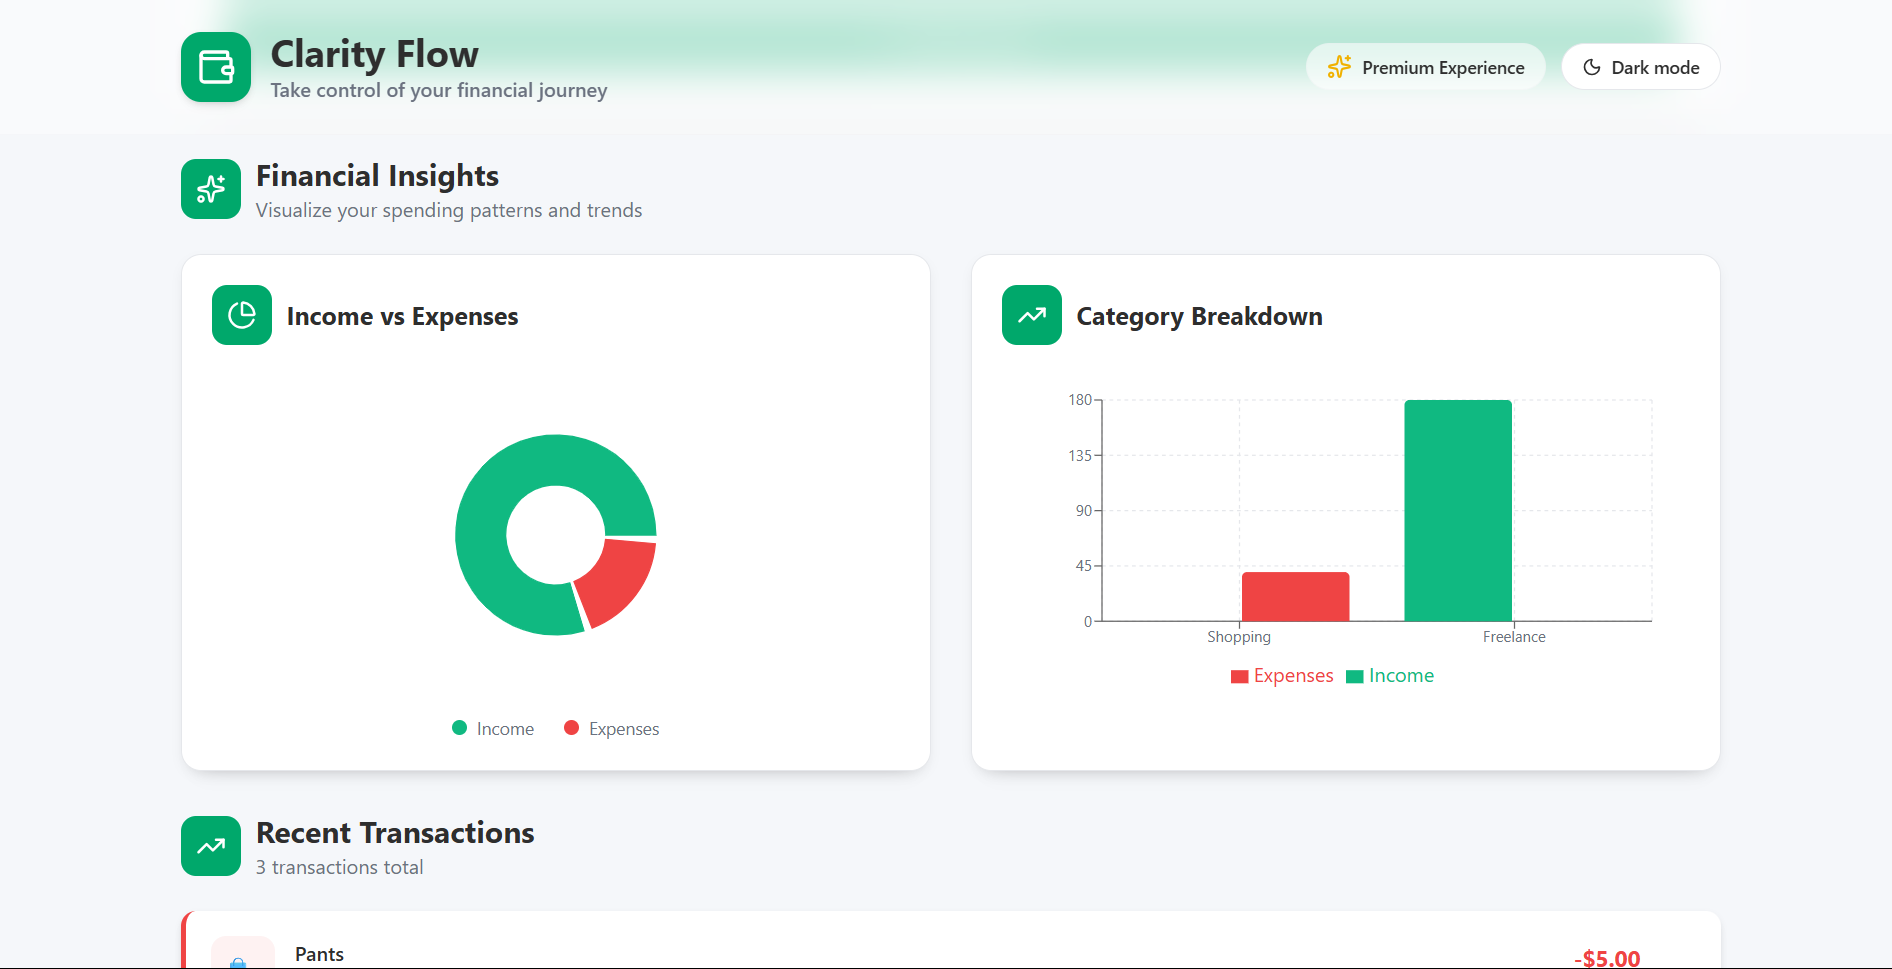 Clarity Flow
Take control of your financial journey
Premium Experience
Dark mode
Financial Insights
Visualize your spending patterns and trends
Income vs Expenses
Income
Expenses
Category Breakdown
180
135
90
45
0
Shopping
Freelance
Expenses
Income
Recent Transactions
3 transactions total
Pants
-$5.00